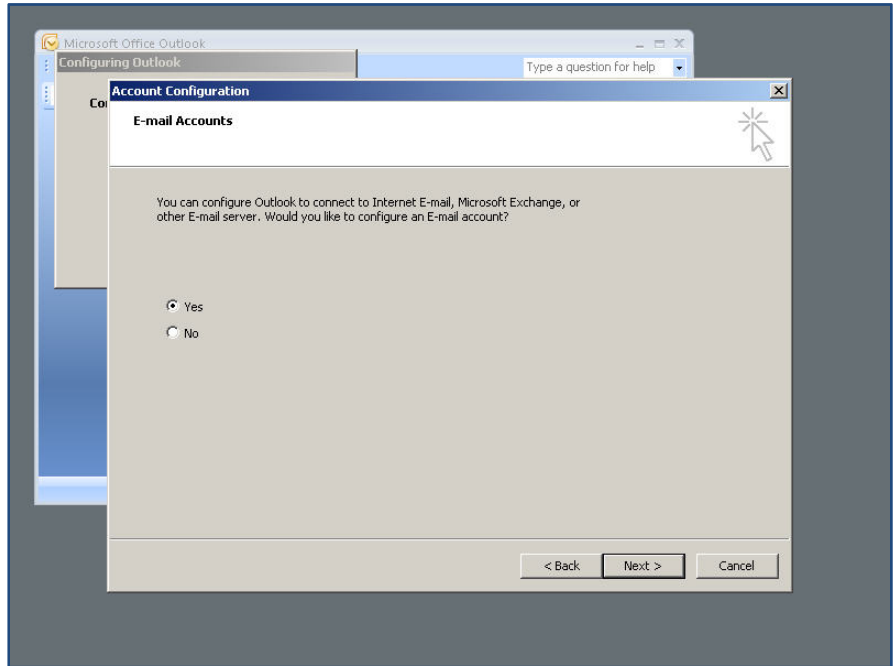 Microsoft Office Outlook
Configuring Outlook
Type a question for help
Account Configuration
E-mail Accounts
You can configure Outlook to connect to Internet E-mail, Microsoft Exchange, or
other E-mail server. Would you like to configure an E-mail account?
Yes
No
< Back
Next >
Cancel